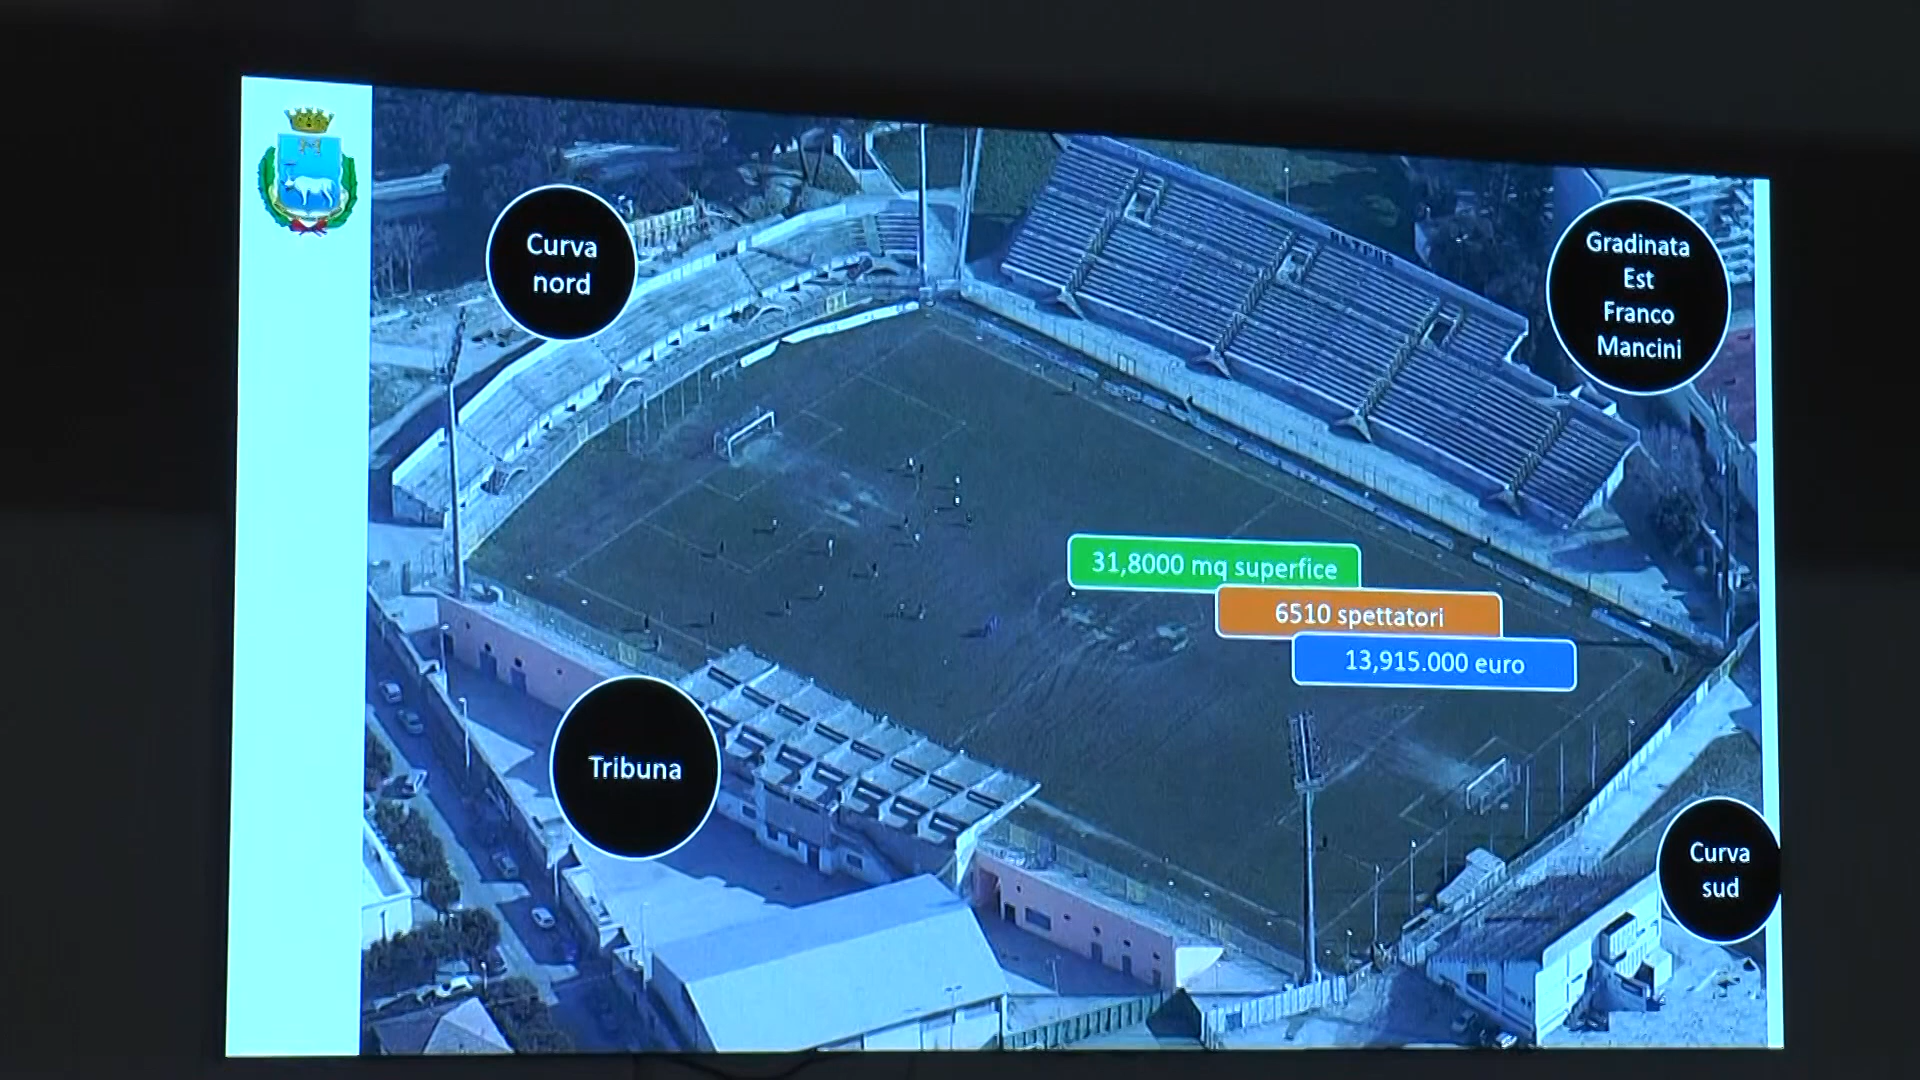 Curva
nord
Gradinata
Est
Franco
Mancini
31,8000 mq superfice
6510 spettatori
13,915.000 euro
Tribuna
Curva
sud